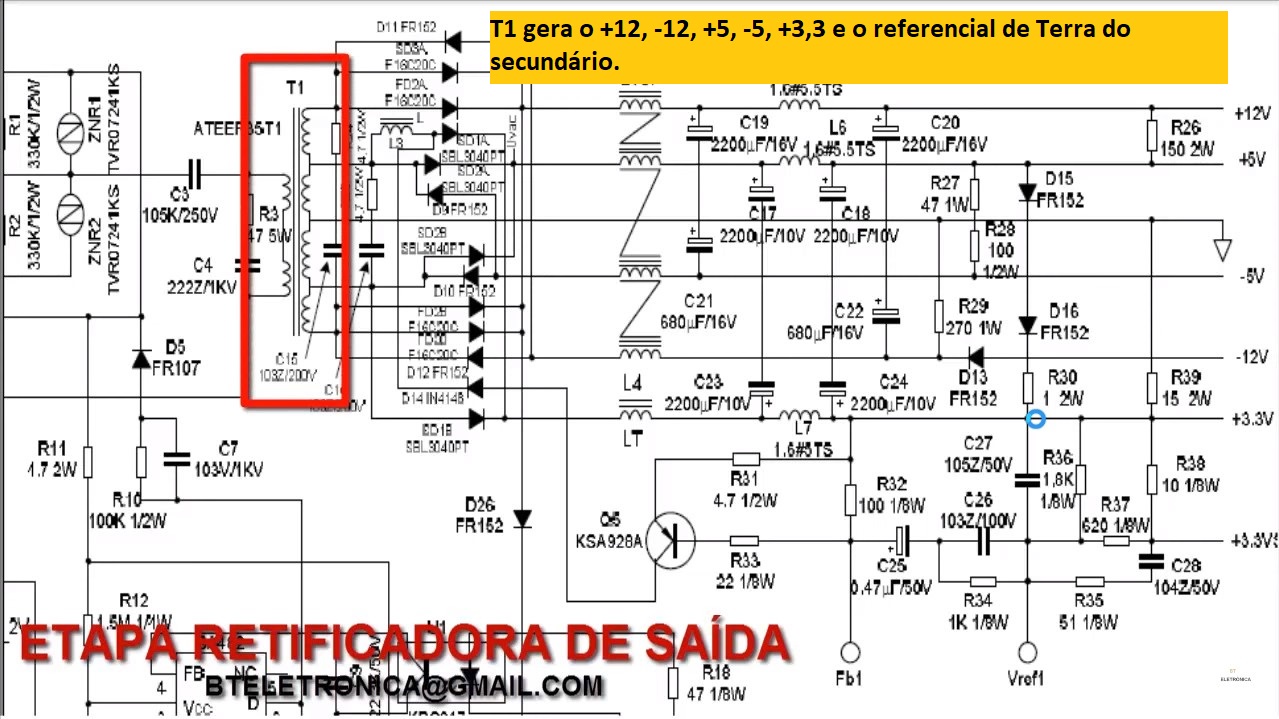 T1 gera o +12, -12, +5, -5, +3,3 e o referencial de Terra do
secundário.
D11 FR152
SD3A
F16C20C
FD2A
F16C20C
T1
ATEEF35T1
R1
330K/1/2W
ZNR1
TVR07241KS
R2
330K/1/2W
ZNR2
TVR07241KS
C3
105K/250V
R3
47 5W
C4
222Z/1KV
4.7 1/2W
4.7 1/2W
L
L3
SD1A
SBL3040PT
SD2A
SBL3040PT
D9 FR152
Uvac
SD2B
SBL3040PT
D10 FR152
FD2B
F16C20C
F16C20C
D12 FR152
D14 IN4148
SD1B
SBL3040PT
C15
103Z/200V
1.6#5.5TS
C19
2200µF/16V
L6
1.6#5.5TS
C20
2200µF/16V
R26
150 2W
+12V
+5V
C17
2200µF/10V
C18
2200µF/10V
R27
47 1W
R28
100
1/2W
D15
FR152
-5V
C21
680µF/16V
C22
680µF/16V
R29
270 1W
D16
FR152
-12V
L4
LT
C23
2200µF/10V
C24
2200µF/10V
D13
FR152
R30
1 2W
R39
15 2W
+3.3V
L7
1.6#5TS
D5
FR107
R11
4.7 2W
C7
103V/1KV
R10
100K 1/2W
D26
FR152
Q5
KSA928A
R31
4.7 1/2W
R32
100 1/8W
R33
22 1/8W
C27
105Z/50V
C26
103Z/100V
R36
1,8K
1/8W
R37
620 1/8W
R38
10 1/8W
+3.3VS
C25
0.47µF/50V
C28
104Z/50V
R34
1K 1/8W
R35
51 1/8W
R12
1.5M 1/4W
2V
ETAPA RETIFICADORA DE SAÍDA
BTELETRONICA@GMAIL.COM
FB
NC
4
5
Vcc
D
R18
47 1/8W
Fb1
Vref1
BT
ELETRÔNICA